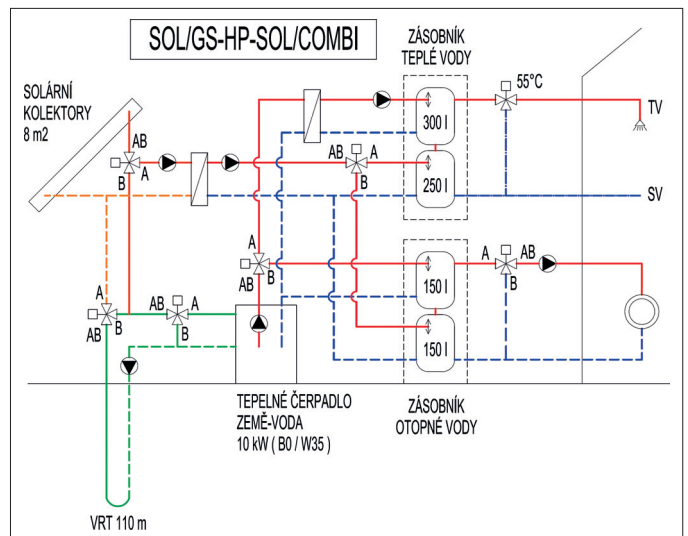 SOL/GS-HP-SOL/COMBI
ZÁSOBNÍK
TEPLÉ VODY
SOLÁRNÍ
KOLEKTORY
8 m2
55°C
TV
300 l
AB
A
B
AB
A
B
250 l
SV
A
B
AB
150 l
A
AB
B
A
AB
B
AB
A
B
150 l
TEPELNÉ ČERPADLO
ZEMĚ-VODA
10 kW ( B0 / W35 )
ZÁSOBNÍK
OTOPNÉ VODY
VRT 110 m